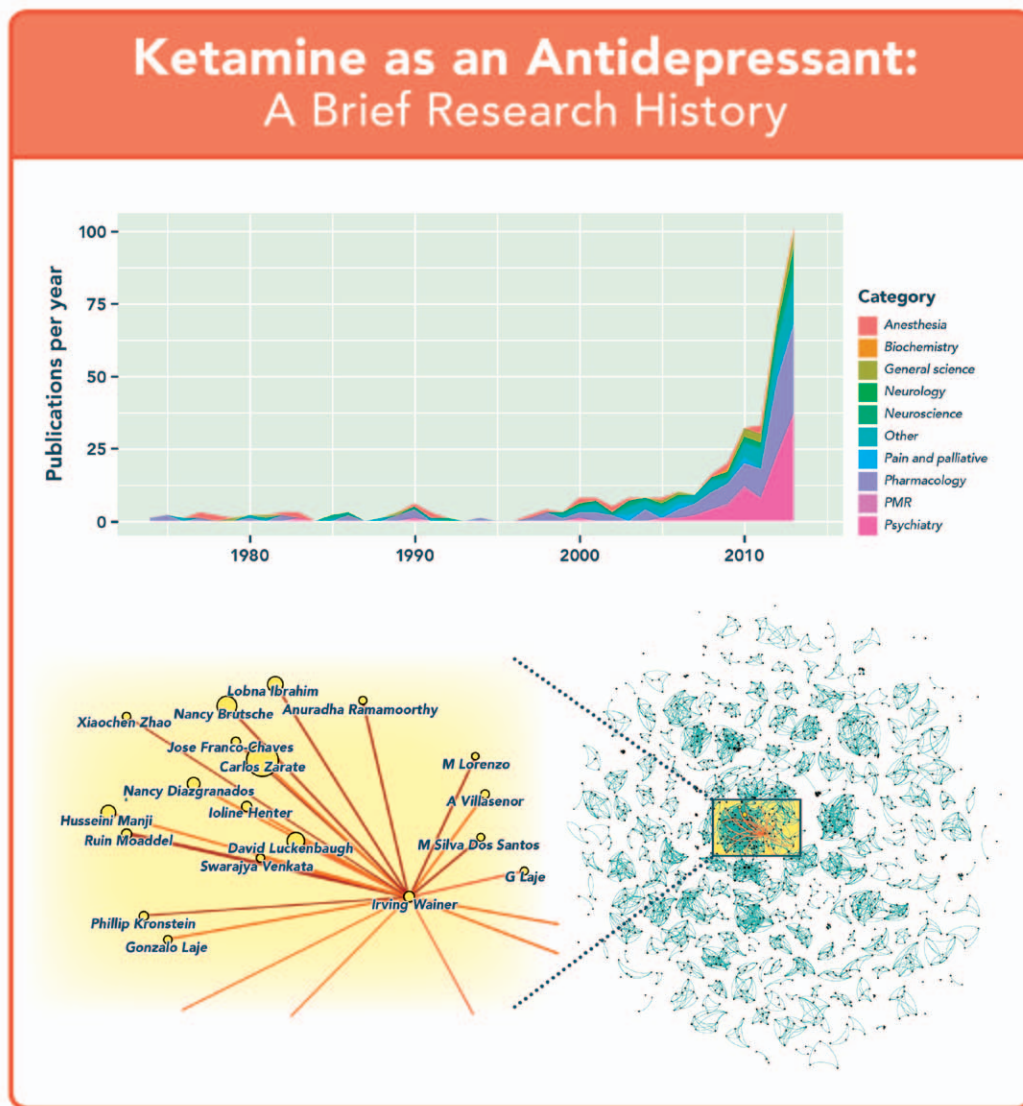 Ketamine as an Antidepressant:
A Brief Research History
Publications per year
100
75
50
25
0
1980
1990
2000
2010
Category
Anesthesia
Biochemistry
General science
Neurology
Neuroscience
Other
Pain and palliative
Pharmacology
PMR
Psychiatry
Lobna Ibrahim
Nancy Brutsche
Anuradha Ramamoorthy
Xiaochen Zhao
Jose Franco-Chaves
Carlos Zarate
M Lorenzo
Nancy Diazgranados
A Villasenor
Ioline Henter
Husseini Manji
Ruin Moaddel
David Luckenbaugh
M Silva Dos Santos
Swarajya Venkata
G Laje
Irving Wainer
Phillip Kronstein
Gonzalo Laje